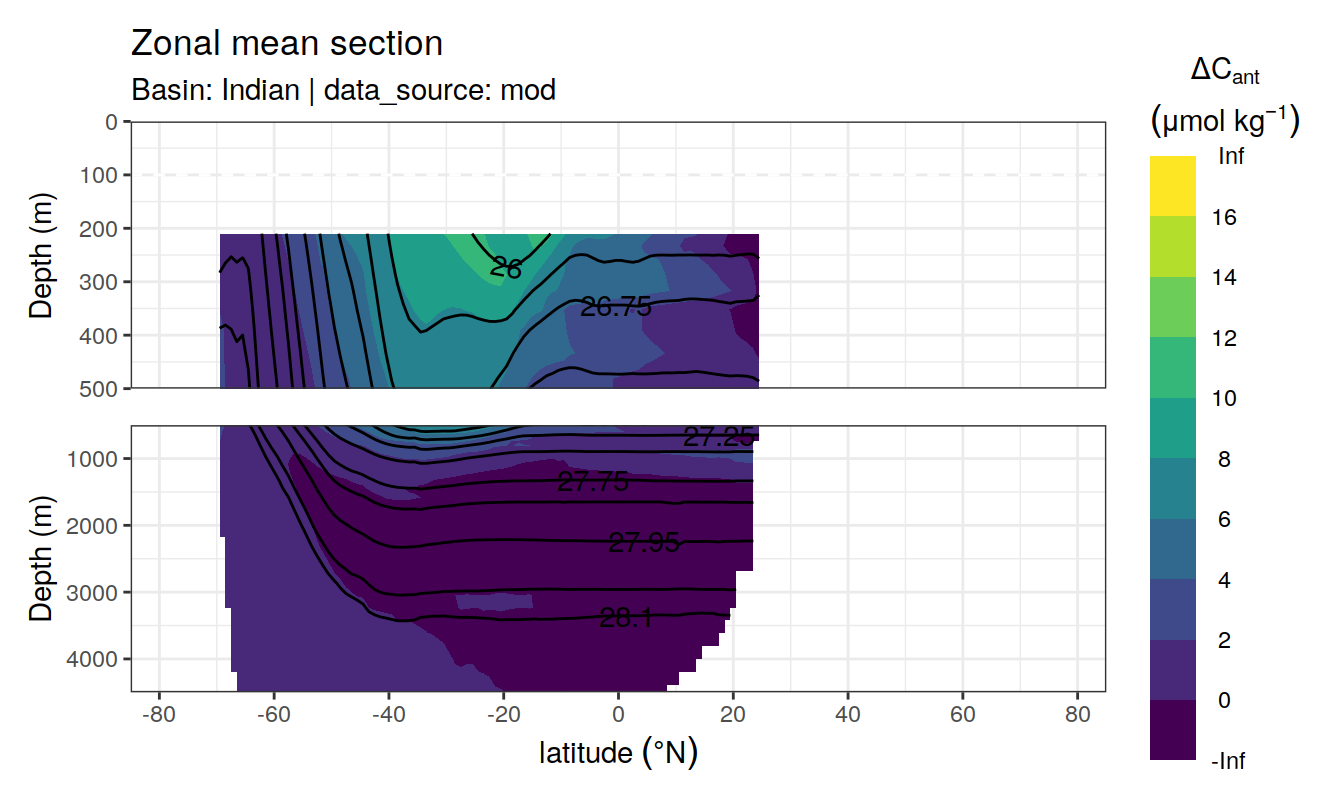 Zonal mean section
Basin: Indian | data_source: mod
ΔCant
(µmol kg⁻¹)
Inf
16
14
12
10
8
6
4
2
0
-Inf
Depth (m)
0
100
200
300
400
500
26
26.75
Depth (m)
1000
2000
3000
4000
27.25
27.75
27.95
28.1
-80 -60 -40 -20 0 20 40 60 80
latitude (°N)